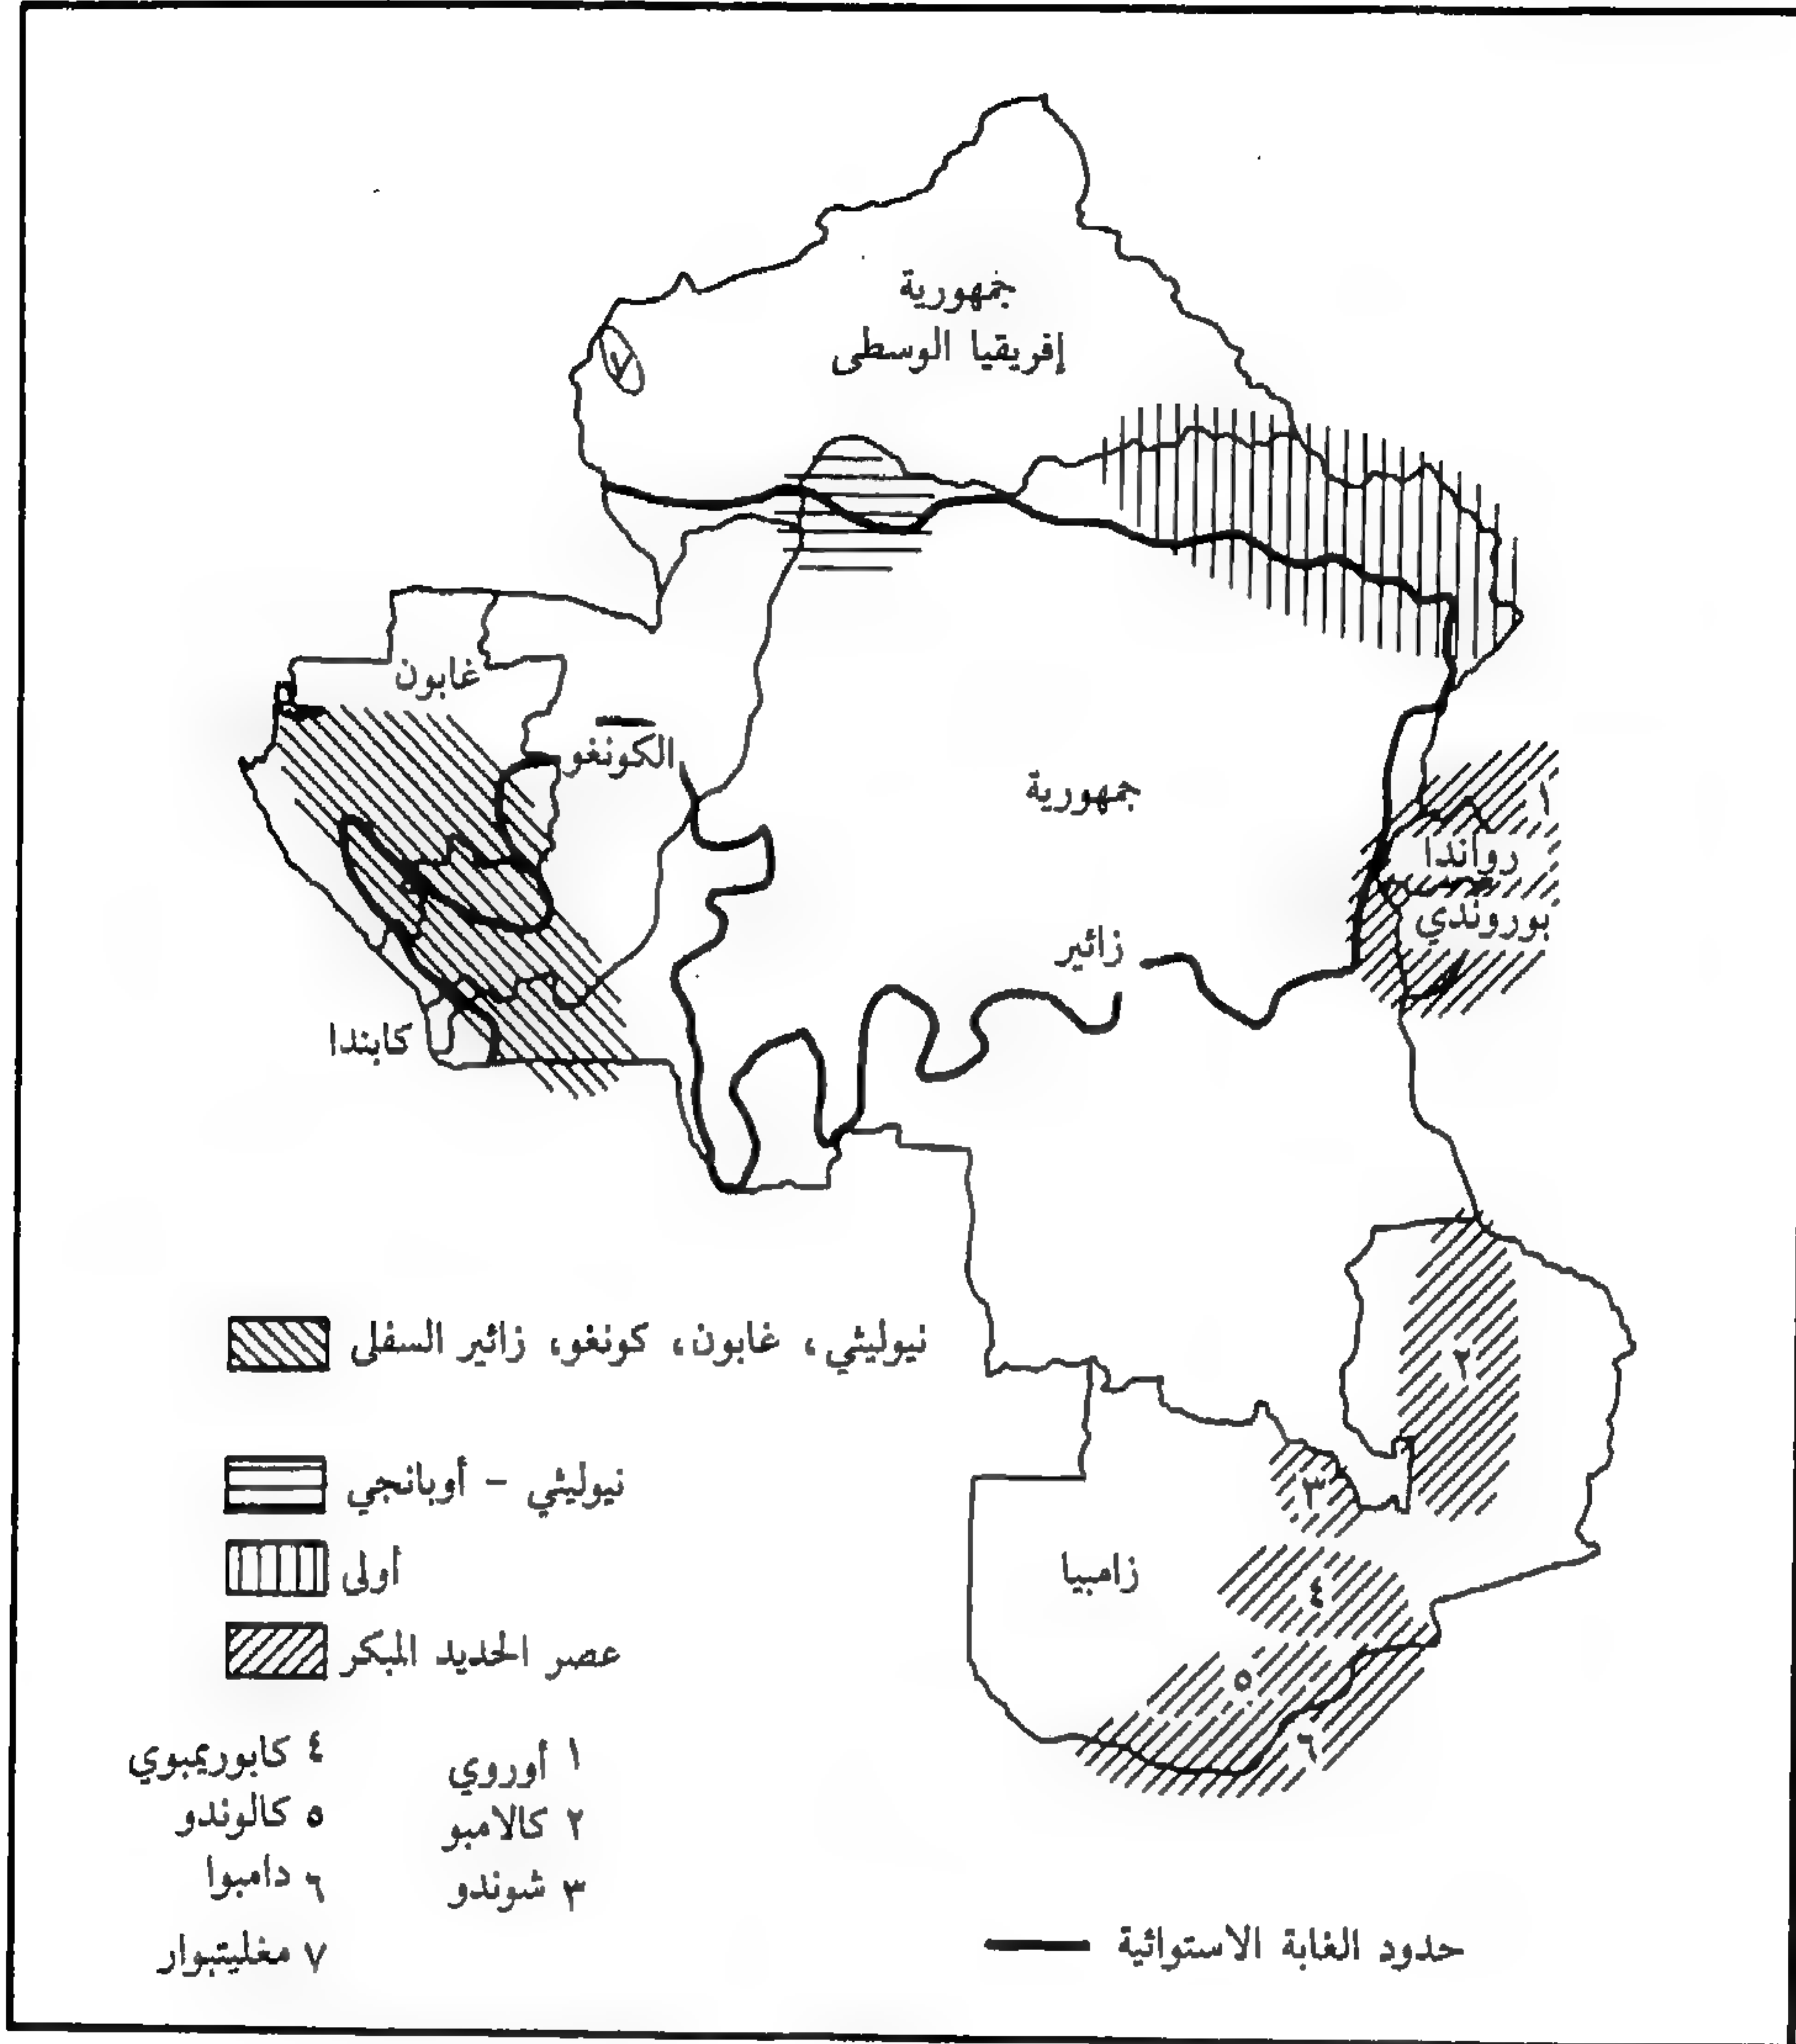 جمهورية
إفريقيا الوسطى
٧
غابون
الكونغو
جمهورية
زائير
١
رواندا
بوروندي
كابندا
٢
٣
زامبيا
٤
٥
٦
نيوليثي، غابون، كونغو، زائير السفلى
نيوليثي - أوبانجي
أولى
عصر الحديد المبكر
١ أوروي
٢ كالامبو
٣ شوندو
٤ كابوريمبوي
٥ كالوندو
٦ دامبوا
٧ مغليتبوار
حدود الغابة الاستوائية